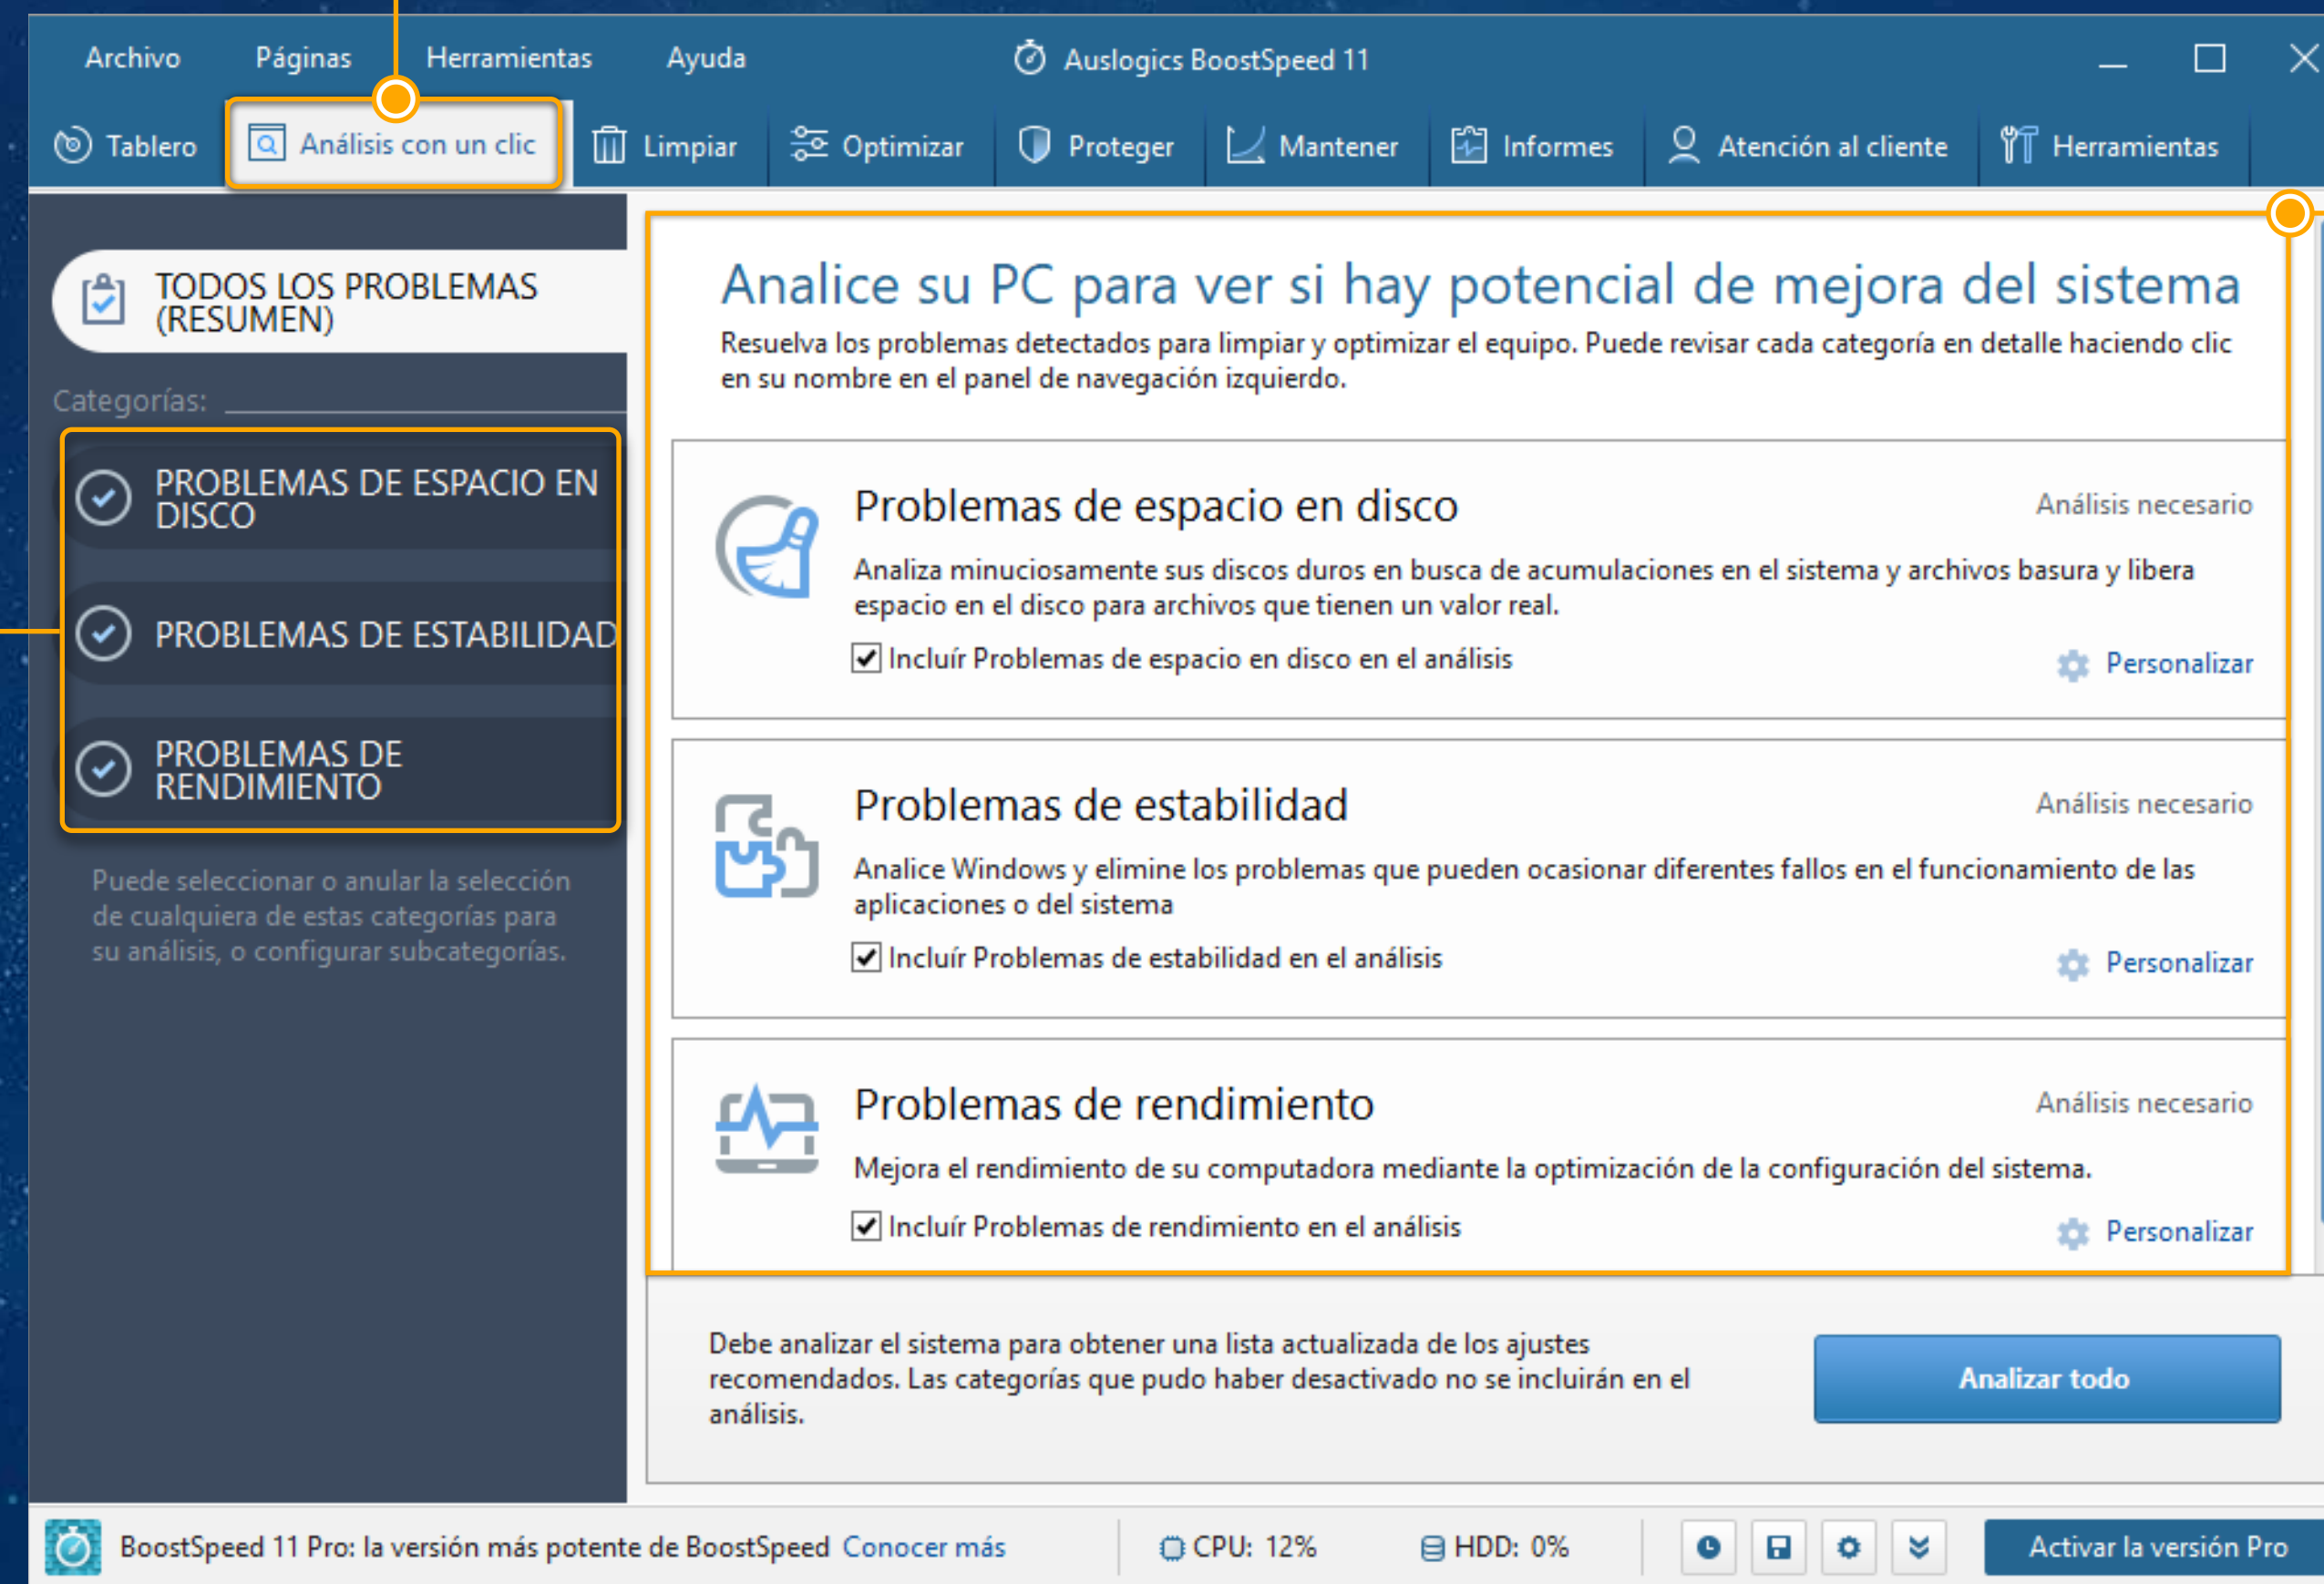 Archivo Páginas Herramientas Ayuda Auslogics BoostSpeed 11
Tablero Análisis con un clic Limpiar Optimizar Proteger Mantener Informes Atención al cliente Herramientas
TODOS LOS PROBLEMAS
(RESUMEN)
Categorías:
PROBLEMAS DE ESPACIO EN
DISCO
PROBLEMAS DE ESTABILIDAD
PROBLEMAS DE
RENDIMIENTO
Puede seleccionar o anular la selección
de cualquiera de estas categorías para
su análisis, o configurar subcategorías.
Analice su PC para ver si hay potencial de mejora del sistema
Resuelva los problemas detectados para limpiar y optimizar el equipo. Puede revisar cada categoría en detalle haciendo clic
en su nombre en el panel de navegación izquierdo.
Problemas de espacio en disco Análisis necesario
Analiza minuciosamente sus discos duros en busca de acumulaciones en el sistema y archivos basura y libera
espacio en el disco para archivos que tienen un valor real.
Incluír Problemas de espacio en disco en el análisis Personalizar
Problemas de estabilidad Análisis necesario
Analice Windows y elimine los problemas que pueden ocasionar diferentes fallos en el funcionamiento de las
aplicaciones o del sistema
Incluír Problemas de estabilidad en el análisis Personalizar
Problemas de rendimiento Análisis necesario
Mejora el rendimiento de su computadora mediante la optimización de la configuración del sistema.
Incluír Problemas de rendimiento en el análisis Personalizar
Debe analizar el sistema para obtener una lista actualizada de los ajustes
recomendados. Las categorías que pudo haber desactivado no se incluirán en el
análisis.
Analizar todo
BoostSpeed 11 Pro: la versión más potente de BoostSpeed Conocer más CPU: 12% HDD: 0% Activar la versión Pro